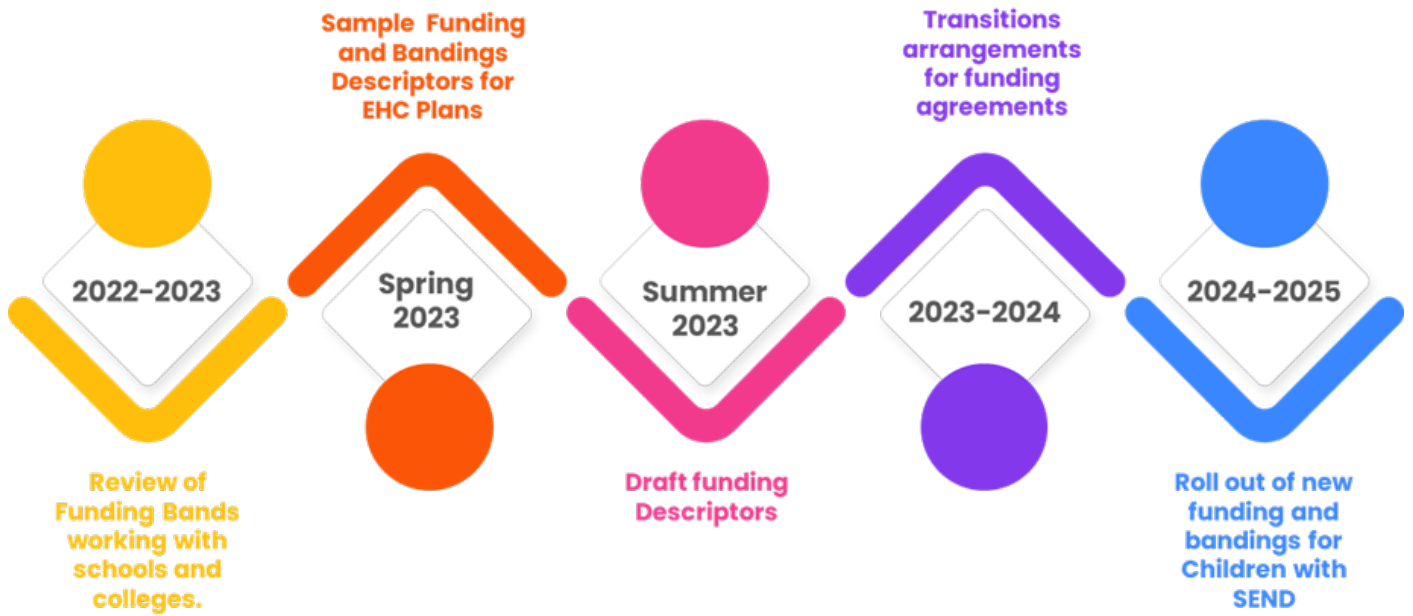 2022-2023
Review of
Funding Bands
working with
schools and
colleges.
Sample Funding
and Bandings
Descriptors for
EHC Plans
Spring
2023
Summer
2023
Draft funding
Descriptors
Transitions
arrangements
for funding
agreements
2023-2024
2024-2025
Roll out of new
funding and
bandings for
Children with
SEND